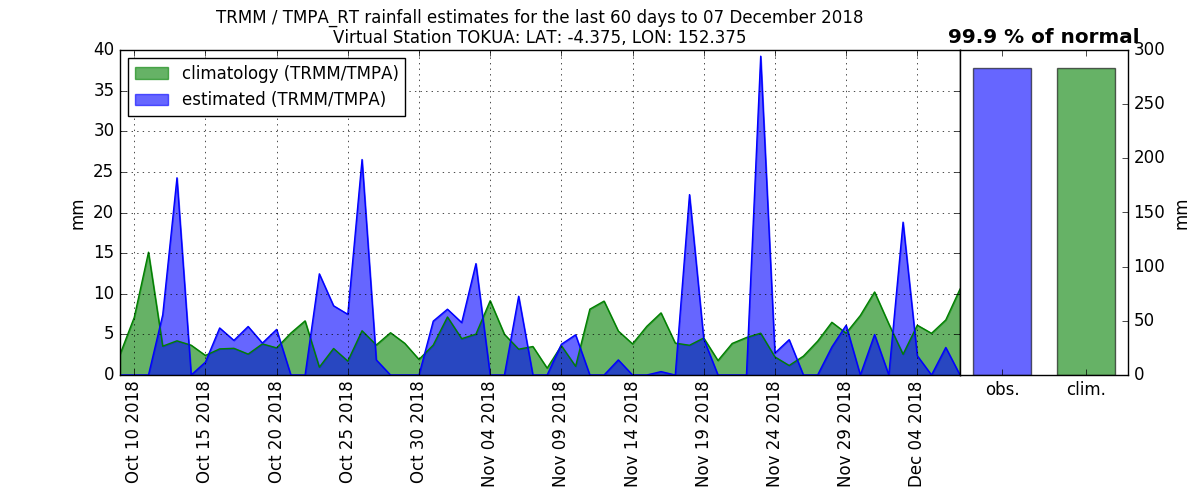 TRMM / TMPA_RT rainfall estimates for the last 60 days to 07 December 2018
Virtual Station TOKUA: LAT: -4.375, LON: 152.375
99.9 % of normal
climatology (TRMM/TMPA)
estimated (TRMM/TMPA)
40
35
30
25
20
15
10
5
0
mm
Oct 10 2018
Oct 15 2018
Oct 20 2018
Oct 25 2018
Oct 30 2018
Nov 04 2018
Nov 09 2018
Nov 14 2018
Nov 19 2018
Nov 24 2018
Nov 29 2018
Dec 04 2018
300
250
200
150
100
50
0
mm
obs.
clim.